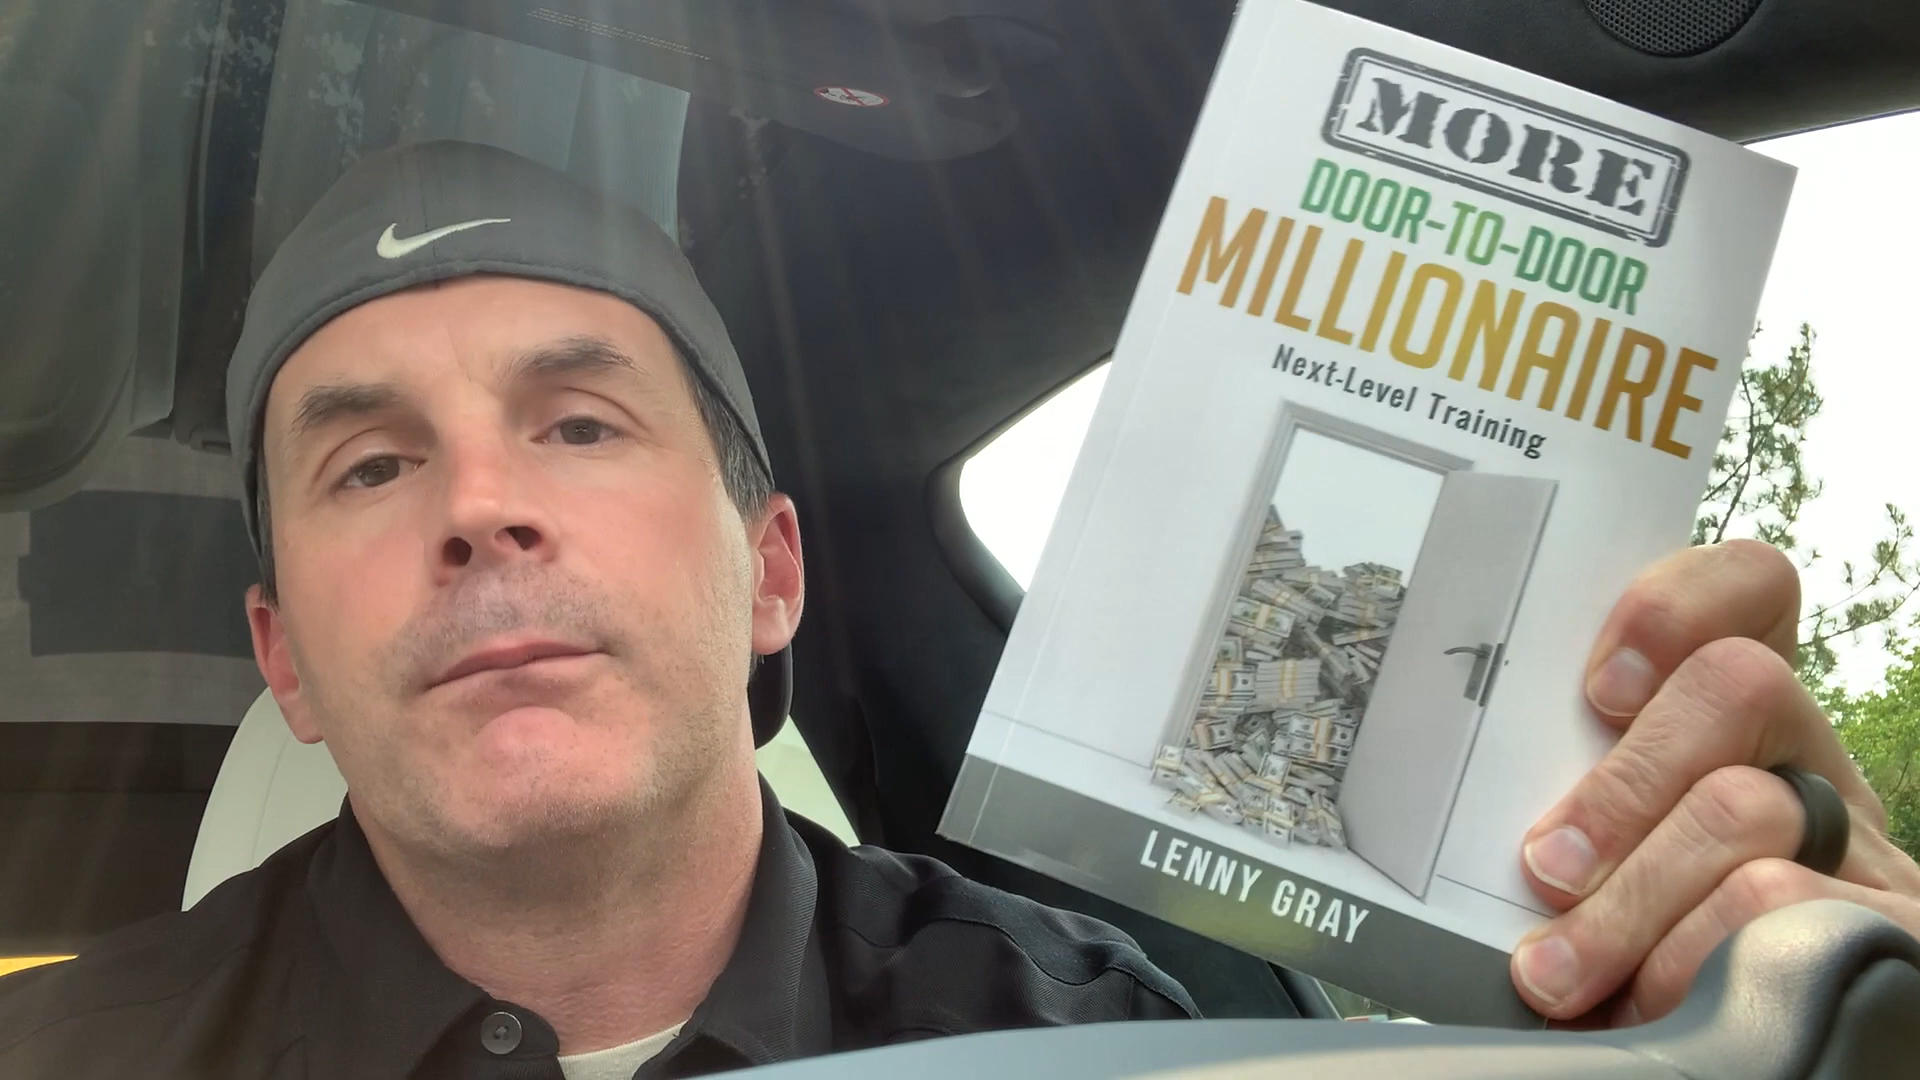 MORE
DOOR-TO-DOOR
MILLIONAIRE
Next-Level Training
LENNY GRAY